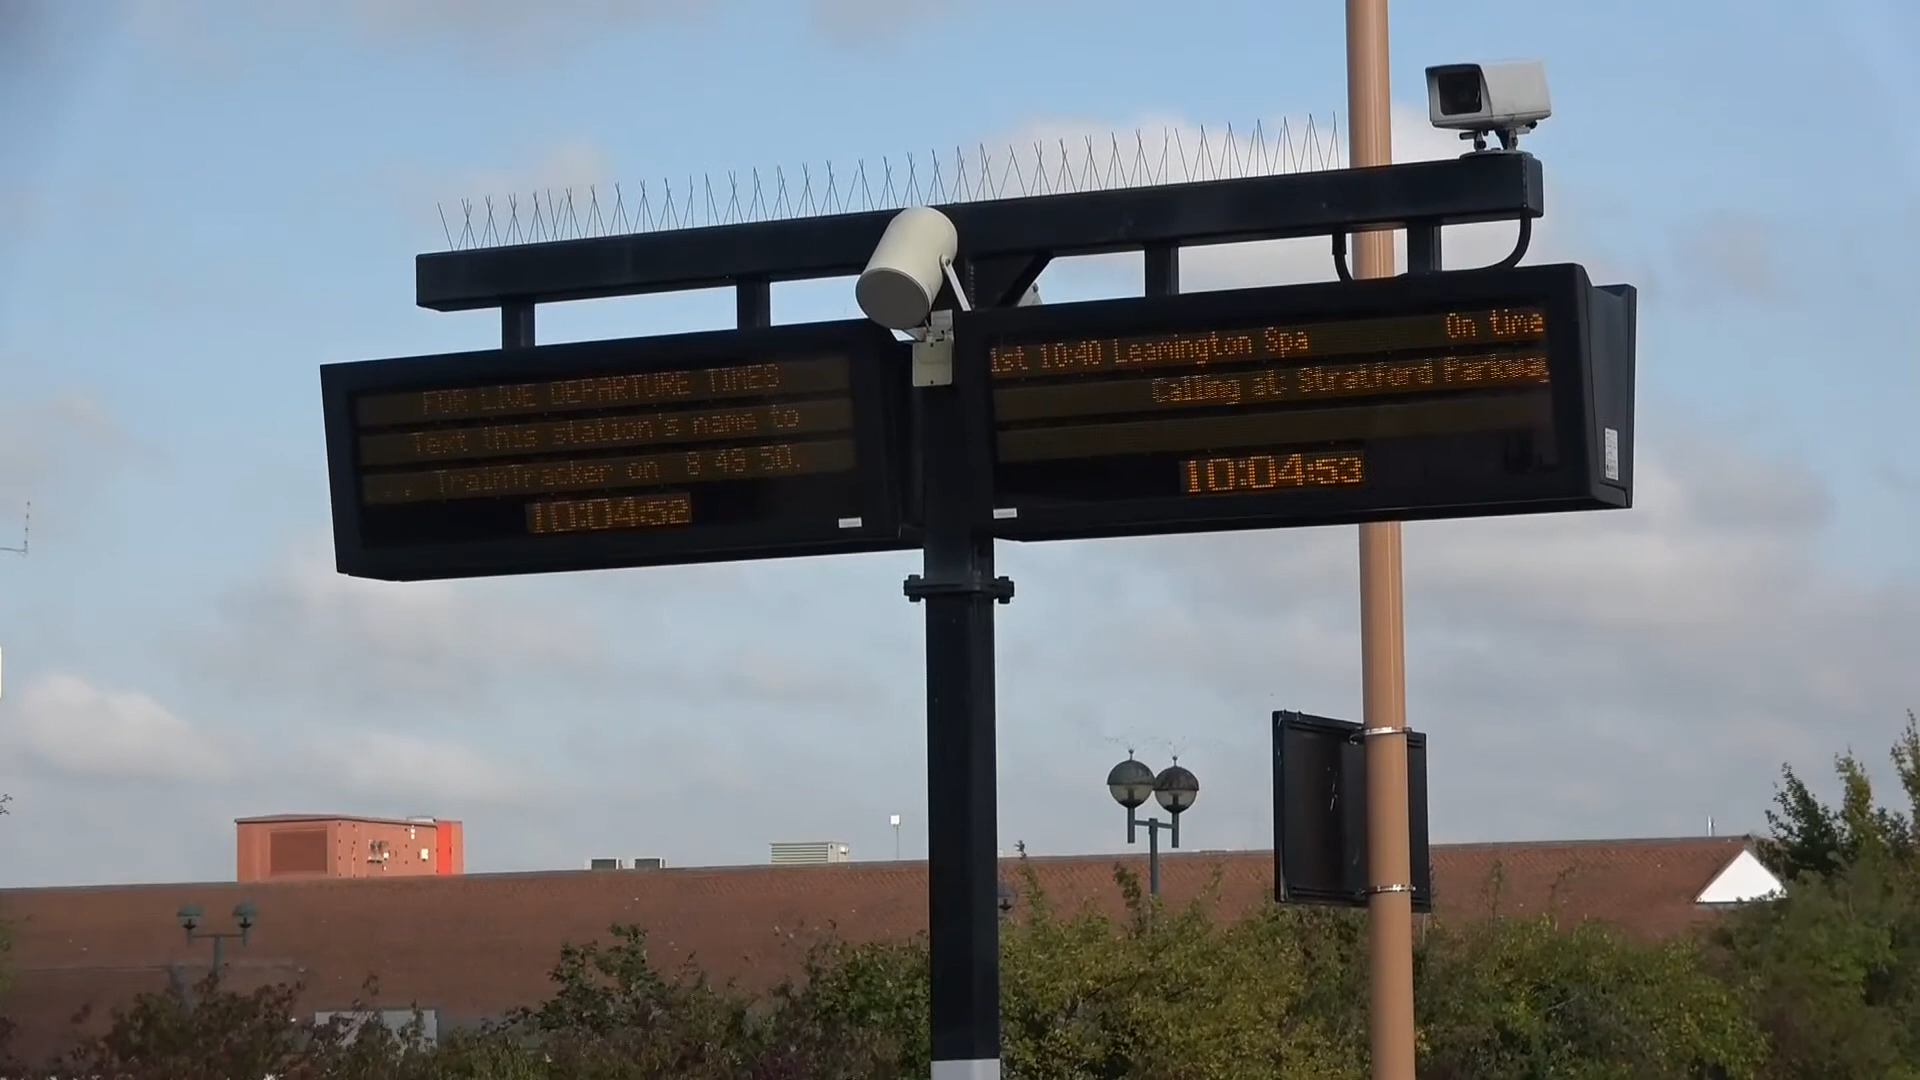 FOR LIVE DEPARTURE TIMES
Text this station's name to
... TrainTracker on 8 49 50.
10:04:52
1st 10:40 Leamington Spa On time
Calling at Stratford Parkway
10:04:53